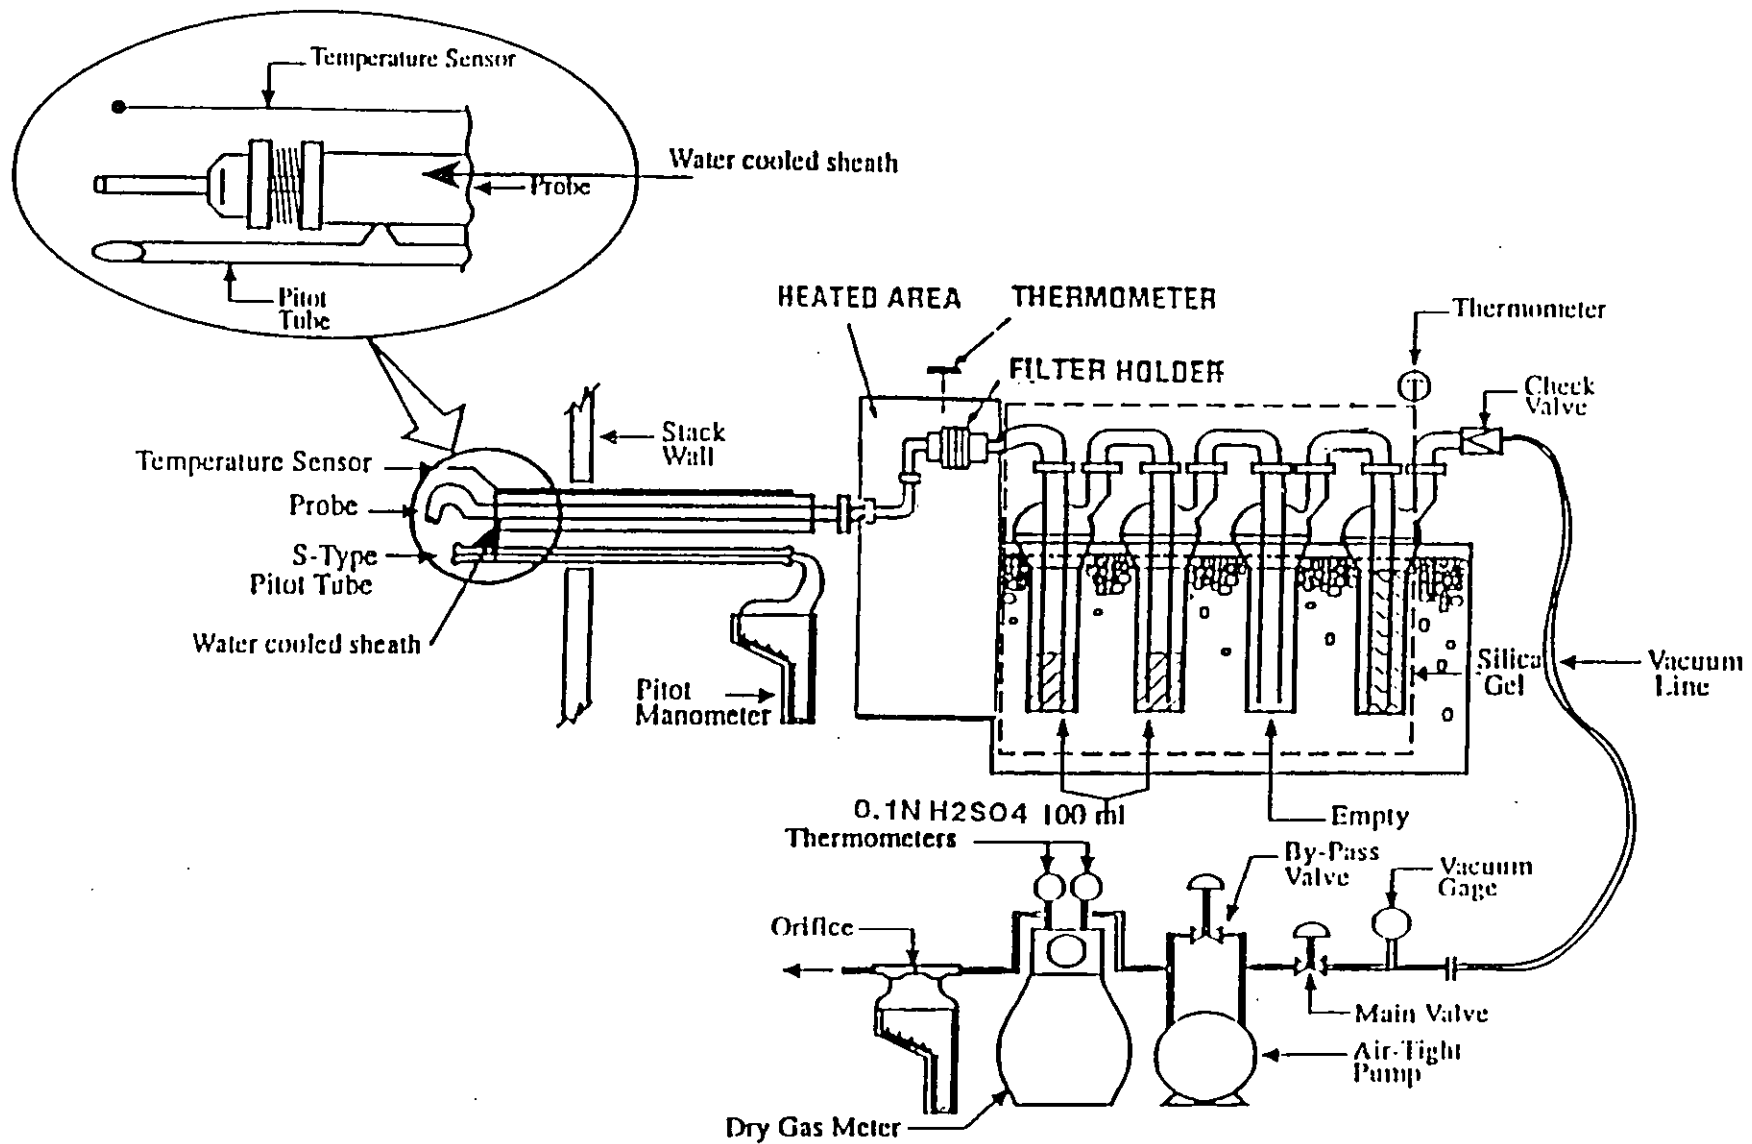 Temperature Sensor
Water cooled sheath
Probe
Pitot
Tube
HEATED AREA
THERMOMETER
Thermometer
FILTER HOLDER
Check
Valve
Stack
Wall
Temperature Sensor
Probe
S-Type
Pitot Tube
Water cooled sheath
Pitot
Manometer
T
Silica
Gel
Vacuum
Line
0.1N H2SO4 100 ml
Empty
Thermometers
By-Pass
Valve
Vacuum
Gage
Orifice
Main Valve
Air-Tight
Pump
Dry Gas Meter